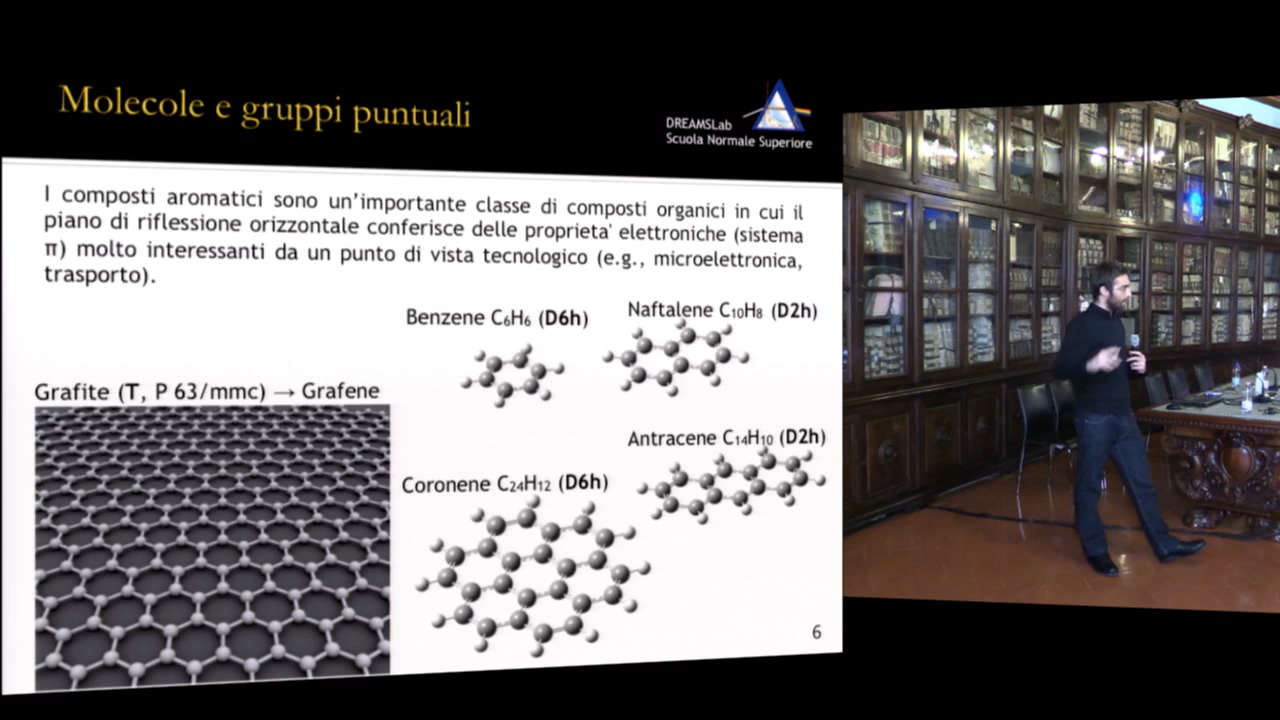 Molecole e gruppi puntuali
DREAMSLab
Scuola Normale Superiore
I composti aromatici sono un'importante classe di composti organici in cui il
piano di riflessione orizzontale conferisce delle proprieta' elettroniche (sistema
π) molto interessanti da un punto di vista tecnologico (e.g., microelettronica,
trasporto).
Benzene C₆H₆ (D6h)
Naftalene C₁₀H₈ (D2h)
Grafite (T, P 63/mmc) → Grafene
Antracene C₁₄H₁₀ (D2h)
Coronene C₂₄H₁₂ (D6h)
6